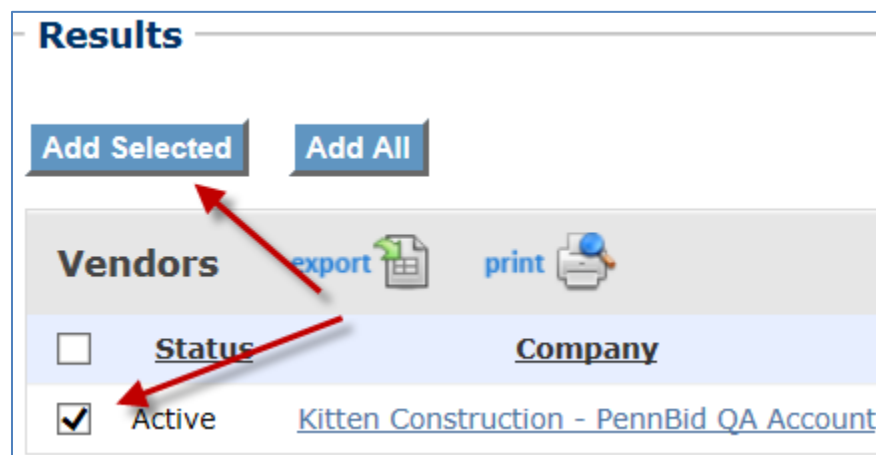 Results
Add Selected Add All
Vendors export print
Status Company
Active Kitten Construction - PennBid QA Account